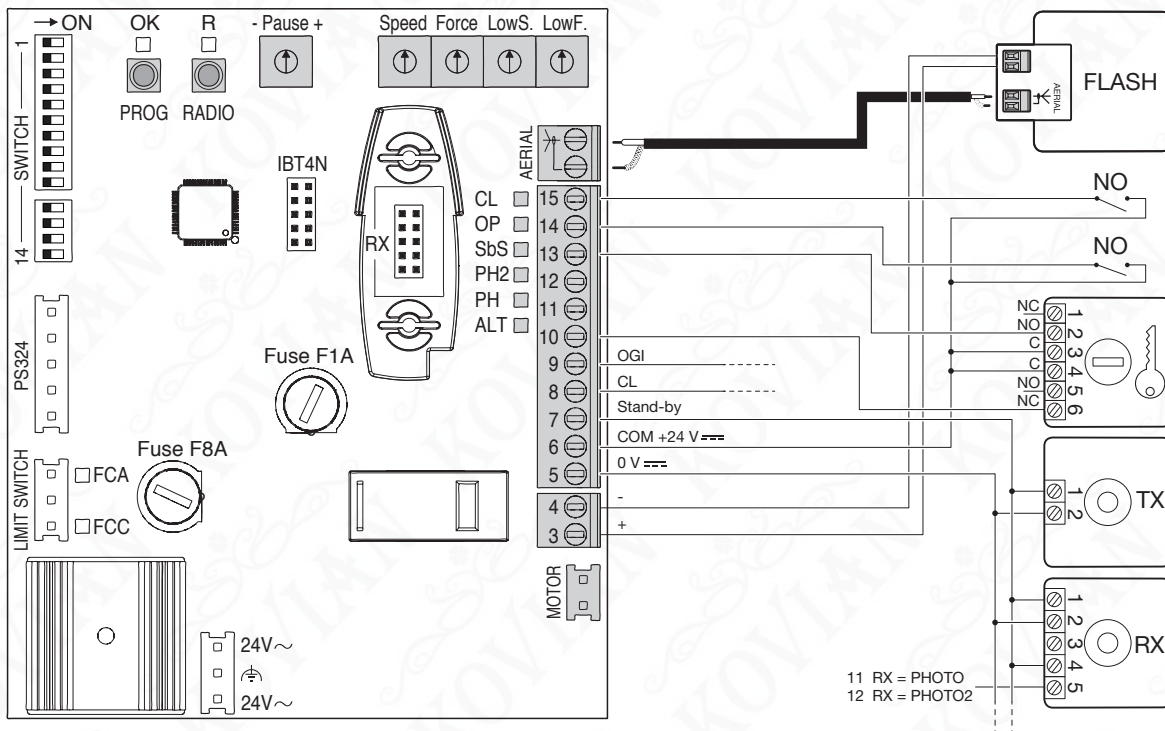 →ON
1
SWITCH
14
OK
PROG
R
RADIO
- Pause +
Speed Force LowS. LowF.
IBT4N
RX
AERIAL
CL 15
OP 14
SbS 13
PH2 12
PH 11
ALT 10
9 OGI
8 CL
7 Stand-by
6 COM +24 V
5 0 V
4 -
3 +
MOTOR
PS324
Fuse F1A
Fuse F8A
LIMIT SWITCH
FCA
FCC
24V~
24V~
AERIAL
FLASH
NO
NO
NC 1
NO 2
C 3
C 4
NO 5
NC 6
1
2
TX
1
2
3
4
5
RX
11 RX = PHOTO
12 RX = PHOTO2
KOVIAN